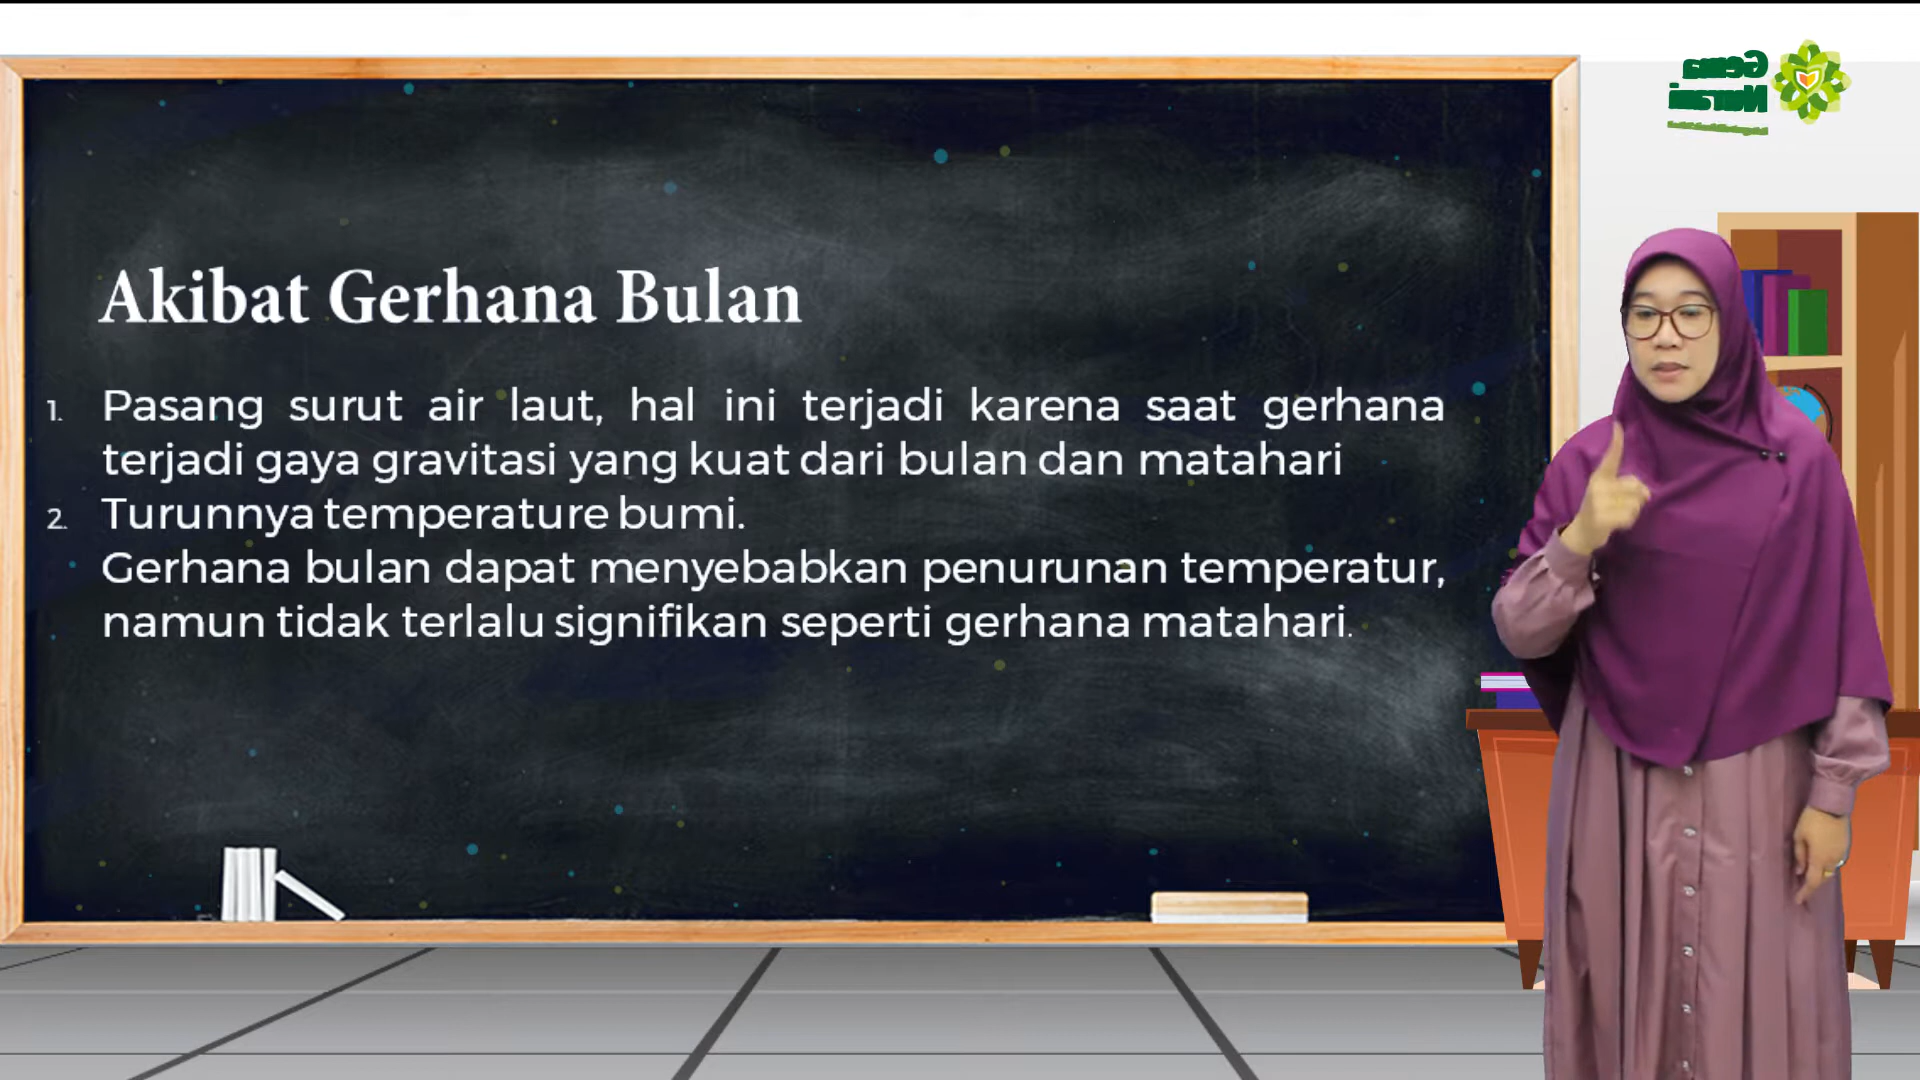 Gema
Nurani
Akibat Gerhana Bulan
1. Pasang surut air laut, hal ini terjadi karena saat gerhana
terjadi gaya gravitasi yang kuat dari bulan dan matahari
2. Turunnya temperature bumi.
Gerhana bulan dapat menyebabkan penurunan temperatur,
namun tidak terlalu signifikan seperti gerhana matahari.